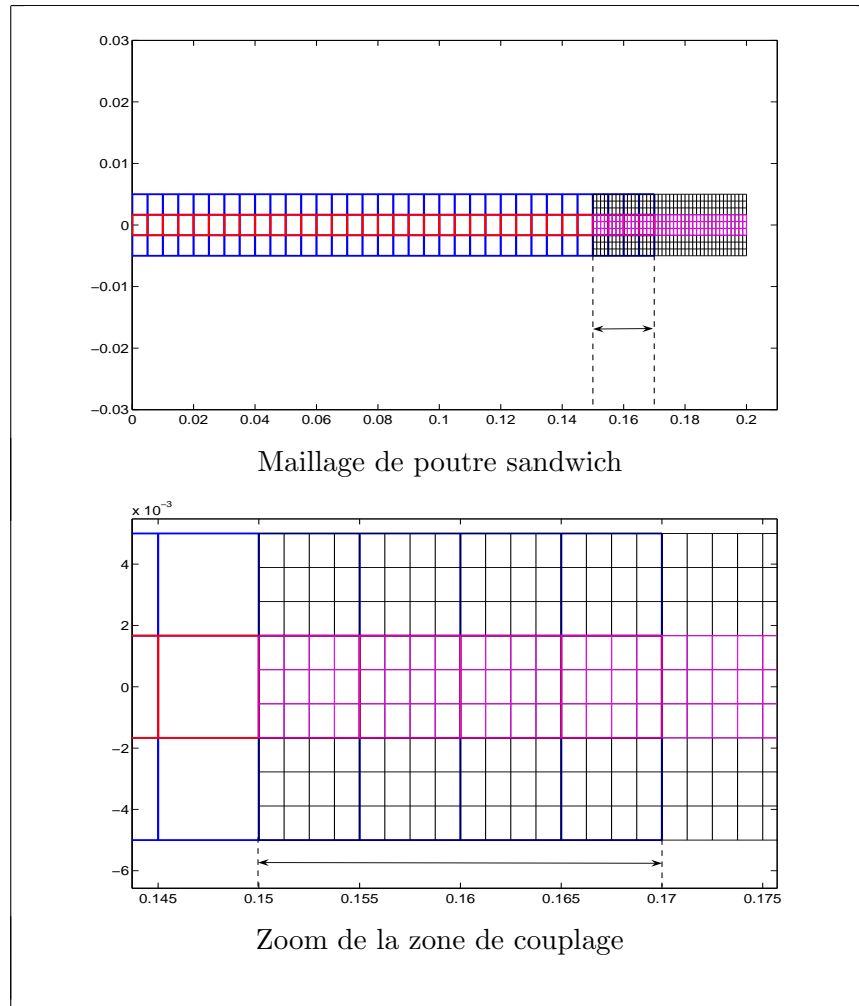 0.03
0.02
0.01
0
−0.01
−0.02
−0.03
0 0.02 0.04 0.06 0.08 0.1 0.12 0.14 0.16 0.18 0.2
Maillage de poutre sandwich
x 10⁻³
4
2
0
−2
−4
−6
0.145 0.15 0.155 0.16 0.165 0.17 0.175
Zoom de la zone de couplage